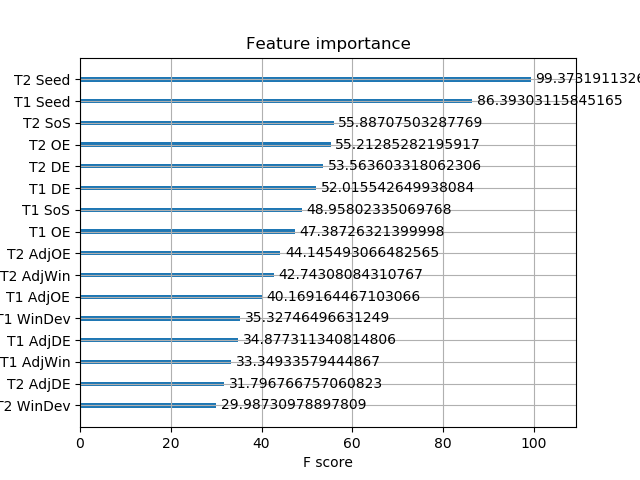 Feature importance
T2 Seed 99.3731911326
T1 Seed 86.39303115845165
T2 SoS 55.88707503287769
T2 OE 55.21285282195917
T2 DE 53.563603318062306
T1 DE 52.015542649938084
T1 SoS 48.95802335069768
T1 OE 47.38726321399998
T2 AdjOE 44.145493066482565
T2 AdjWin 42.74308084310767
T1 AdjOE 40.169164467103066
T1 WinDev 35.32746496631249
T1 AdjDE 34.877311340814806
T1 AdjWin 33.34933579444867
T2 AdjDE 31.796766757060823
T2 WinDev 29.98730978897809
0 20 40 60 80 100
F score